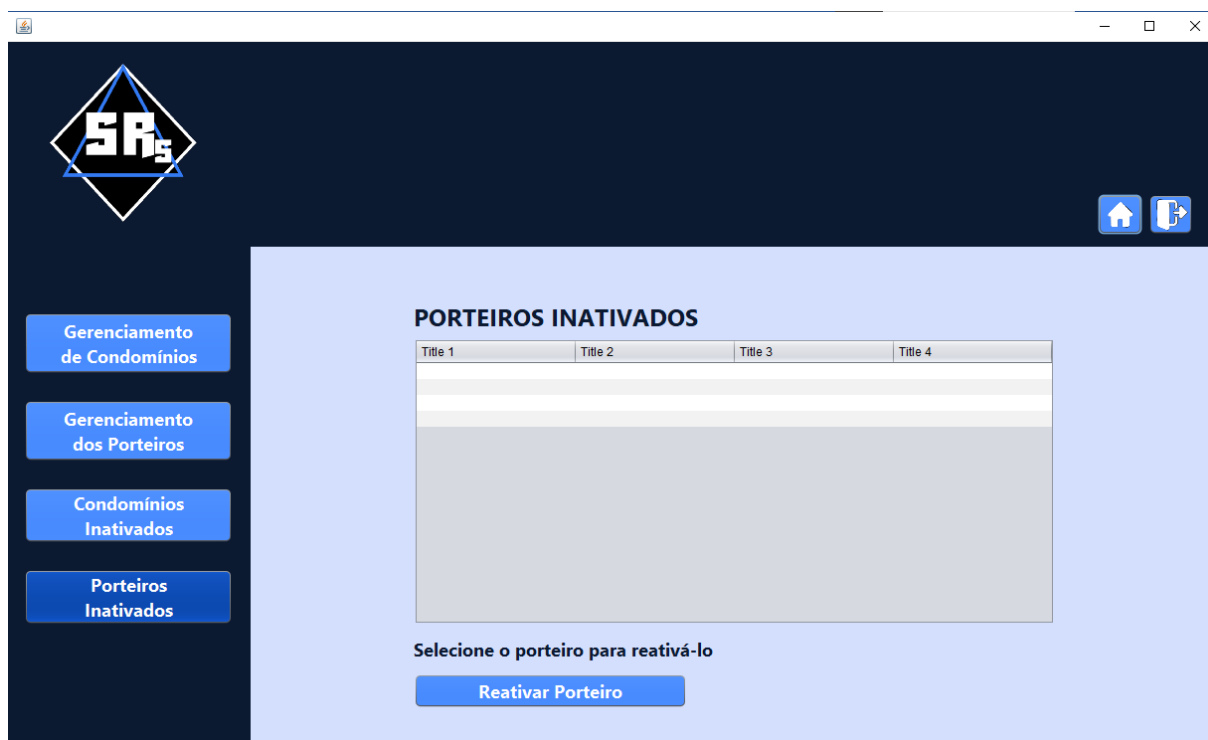 SRs
Gerenciamento
de Condomínios
Gerenciamento
dos Porteiros
Condomínios
Inativados
Porteiros
Inativados
PORTEIROS INATIVADOS
Title 1 Title 2 Title 3 Title 4
Selecione o porteiro para reativá-lo
Reativar Porteiro